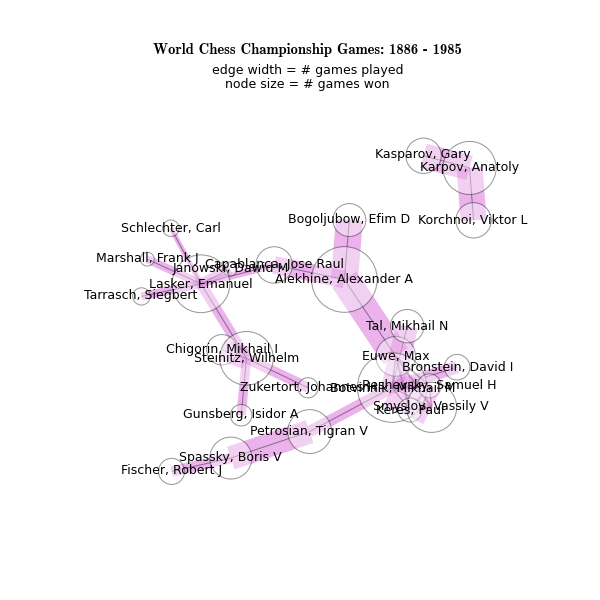 World Chess Championship Games: 1886 - 1985
edge width = # games played
node size = # games won
Kasparov, Gary
Karpov, Anatoly
Bogoljubow, Efim D
Korchnoi, Viktor L
Schlechter, Carl
Marshall, Frank J
Capablanca, Jose Raul
Janowski, Dawid M
Alekhine, Alexander A
Lasker, Emanuel
Tarrasch, Siegbert
Tal, Mikhail N
Chigorin, Mikhail I
Steinitz, Wilhelm
Euwe, Max
Bronstein, David I
Zukertort, Johannes H
Botvinnik, Mikhail M
Reshevsky, Samuel H
Smyslov, Vassily V
Keres, Paul
Gunsberg, Isidor A
Petrosian, Tigran V
Spassky, Boris V
Fischer, Robert J